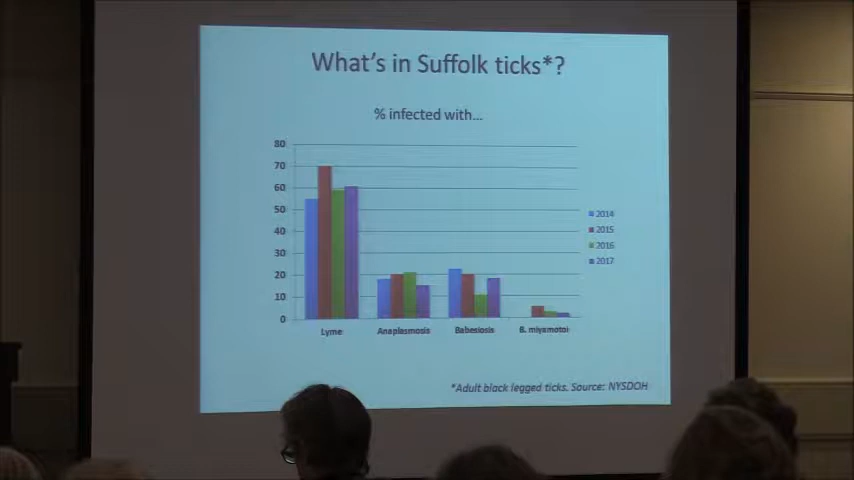 What's in Suffolk ticks*?
% infected with...
80
70
60
50
40
30
20
10
0
2014
2015
2016
2017
Lyme
Anaplasmosis
Babesiosis
B. miyamotoi
*Adult black legged ticks. Source: NYSDOH